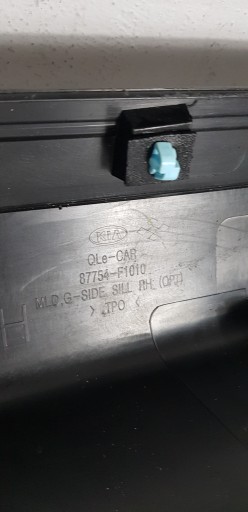 KIA
QLe-CAR
87754-F1010
MLD,G-SIDE SILL RH (OPT)
> TPO <
H